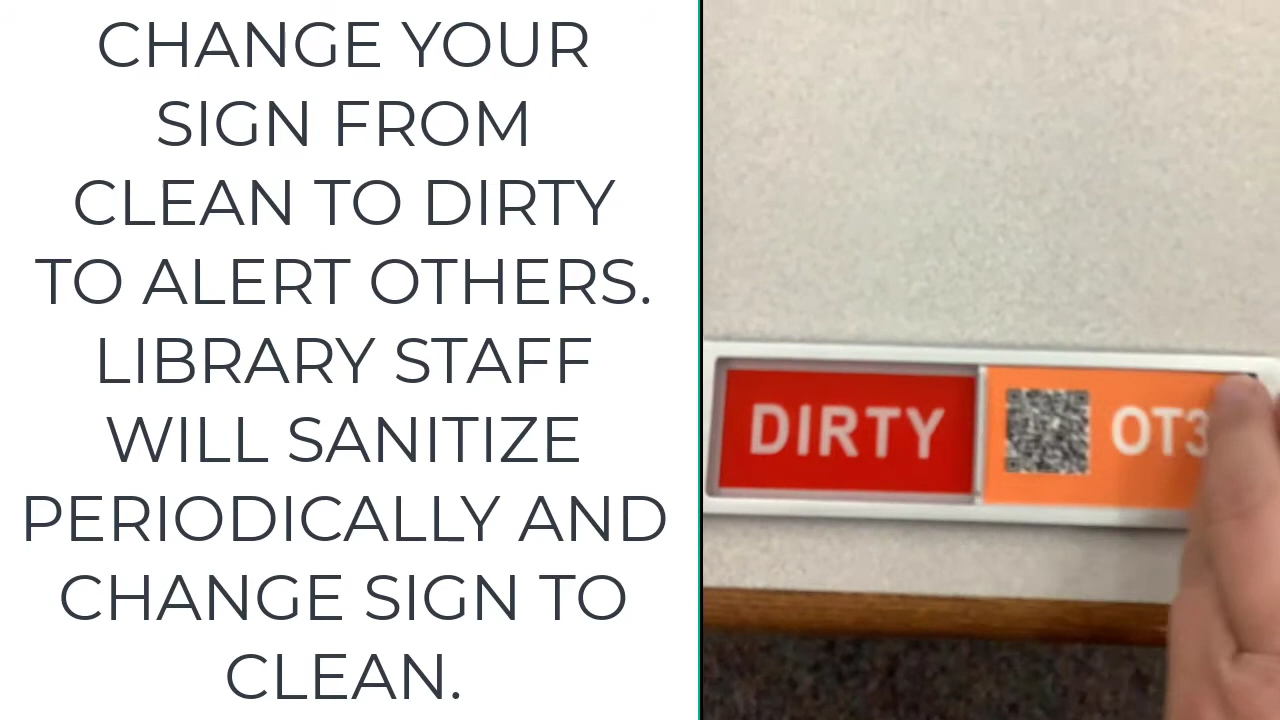 CHANGE YOUR
SIGN FROM
CLEAN TO DIRTY
TO ALERT OTHERS.
LIBRARY STAFF
WILL SANITIZE
PERIODICALLY AND
CHANGE SIGN TO
CLEAN.
DIRTY
OT3